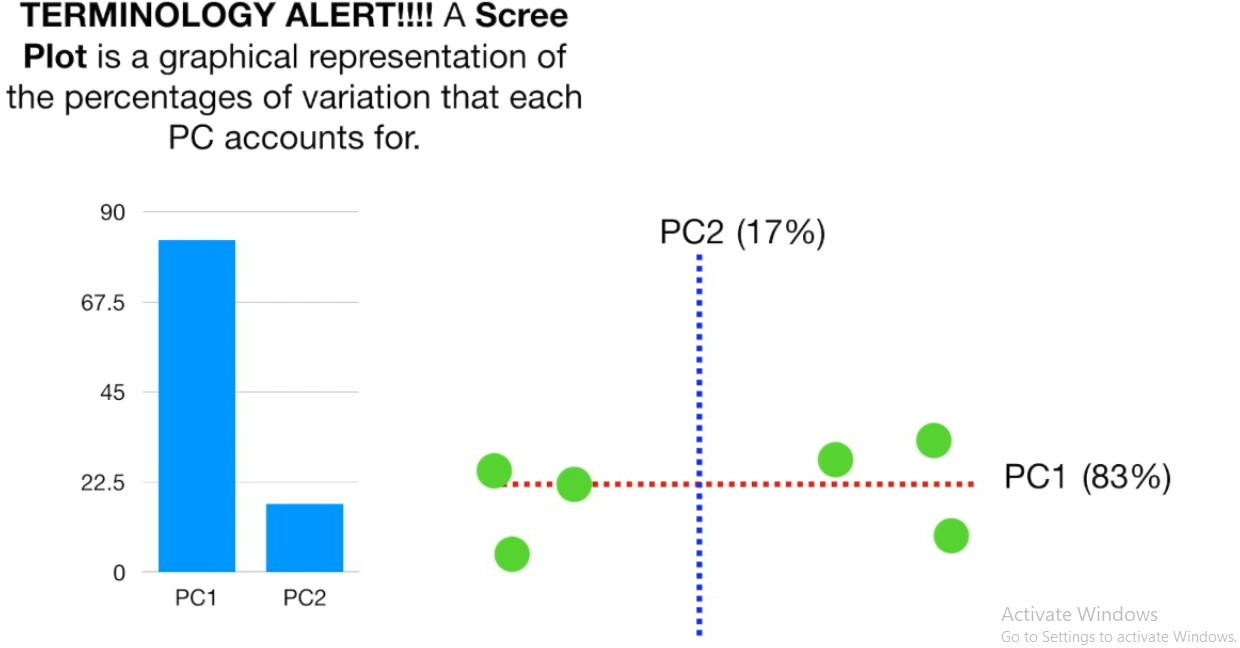 TERMINOLOGY ALERT!!!! A Scree
Plot is a graphical representation of
the percentages of variation that each
PC accounts for.
90
67.5
45
22.5
0
PC1 PC2
PC2 (17%)
PC1 (83%)
Activate Windows
Go to Settings to activate Windows.